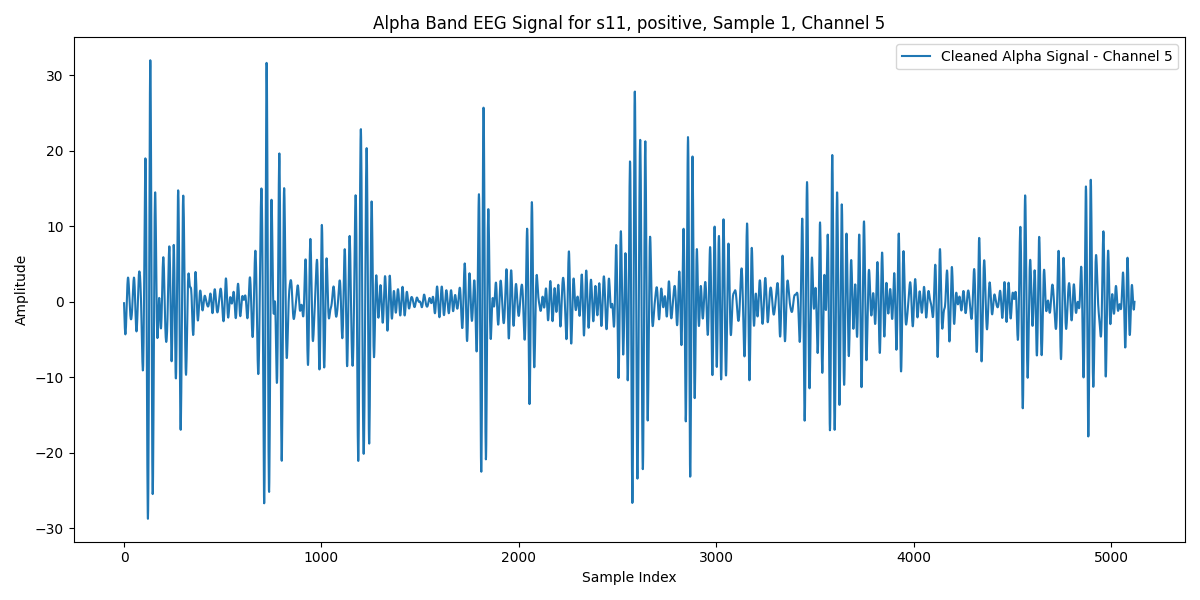 Alpha Band EEG Signal for s11, positive, Sample 1, Channel 5
Cleaned Alpha Signal - Channel 5
Amplitude
30
20
10
0
−10
−20
−30
0 1000 2000 3000 4000 5000
Sample Index